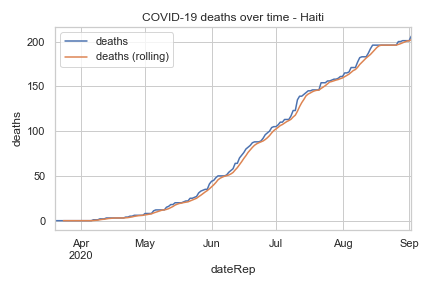 COVID-19 deaths over time - Haiti
deaths
deaths (rolling)
deaths
200
150
100
50
0
Apr May Jun Jul Aug Sep
2020
dateRep